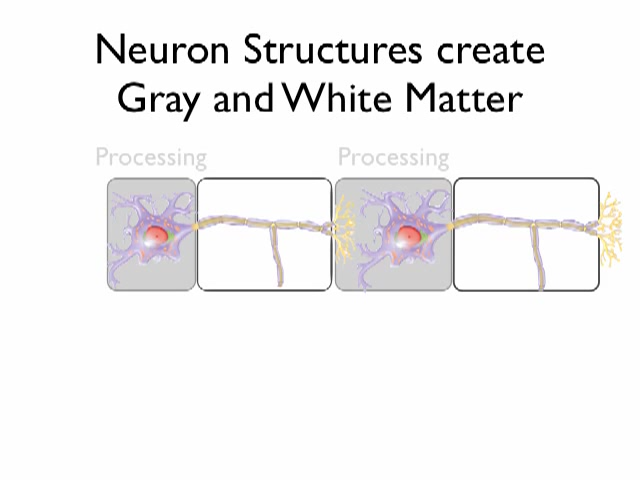 Neuron Structures create
Gray and White Matter
Processing Processing